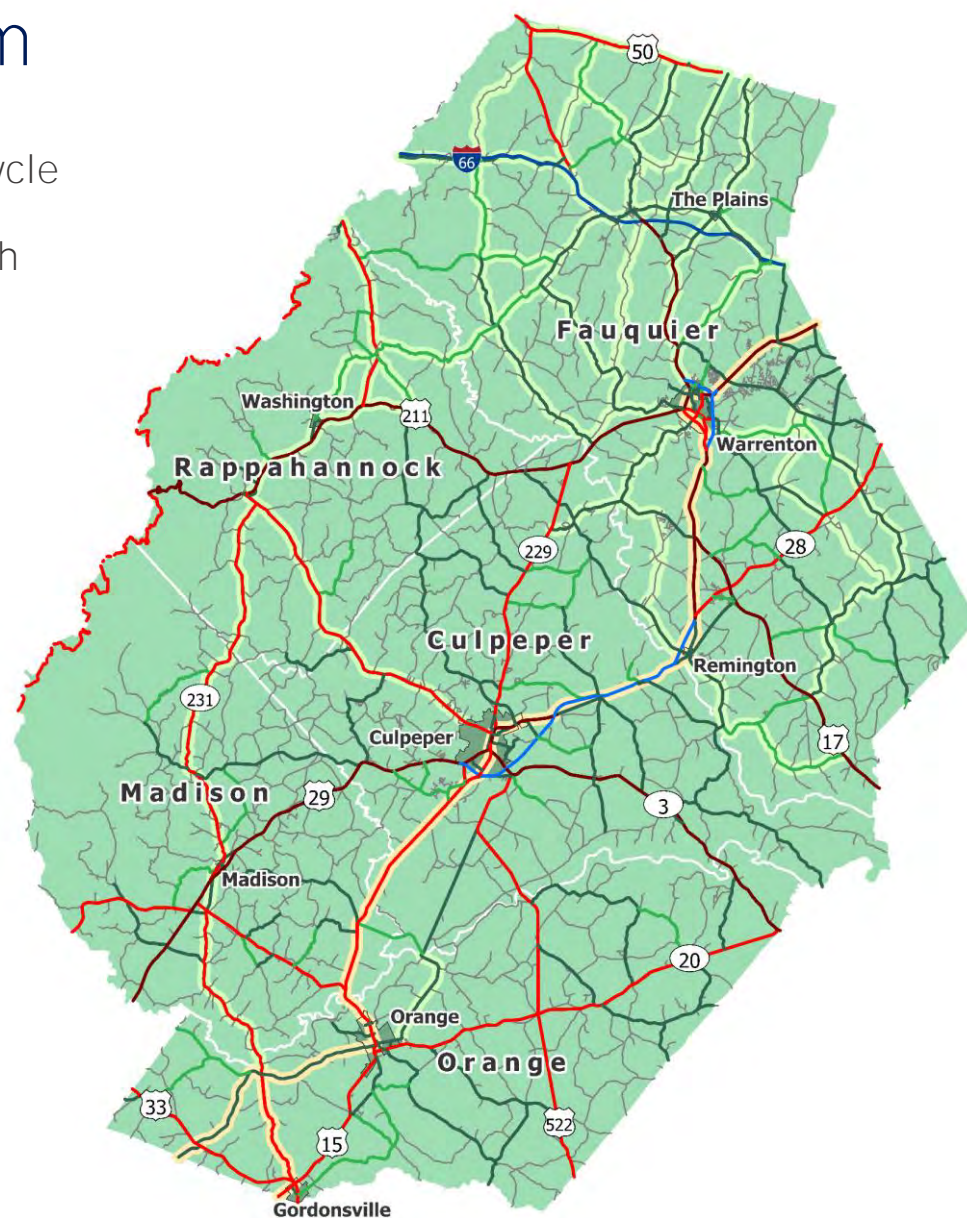 m
ycle
h
50
66
The Plains
Fauquier
Washington
211
Warrenton
Rappahannock
229
28
Culpeper
Remington
231
Culpeper
17
Madison
29
3
Madison
20
Orange
Orange
33
522
15
Gordonsville